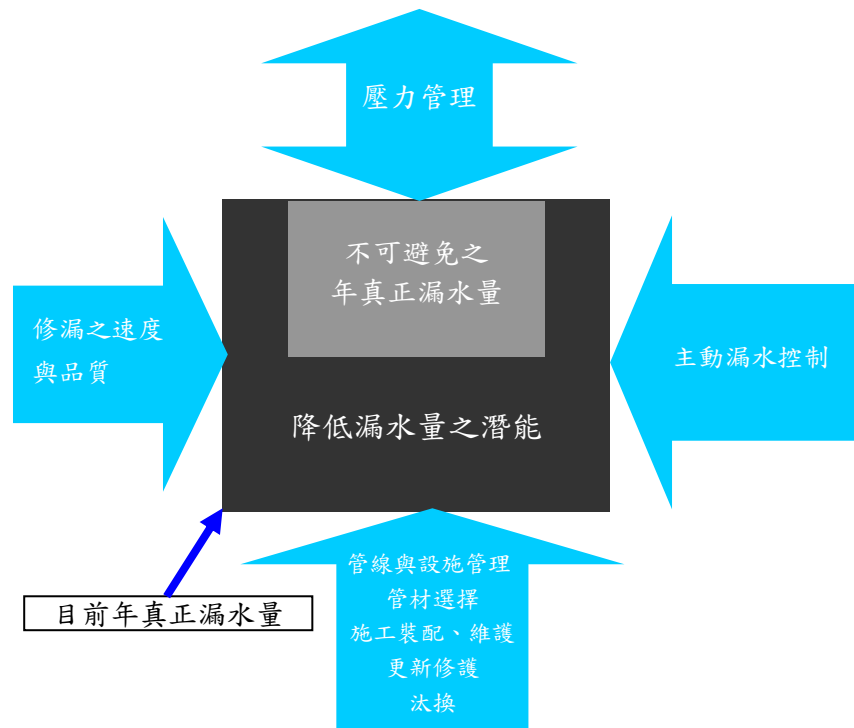 壓力管理
不可避免之
年真正漏水量
修漏之速度
與品質
主動漏水控制
降低漏水量之潛能
管線與設施管理
管材選擇
施工裝配、維護
更新修護
汰換
目前年真正漏水量